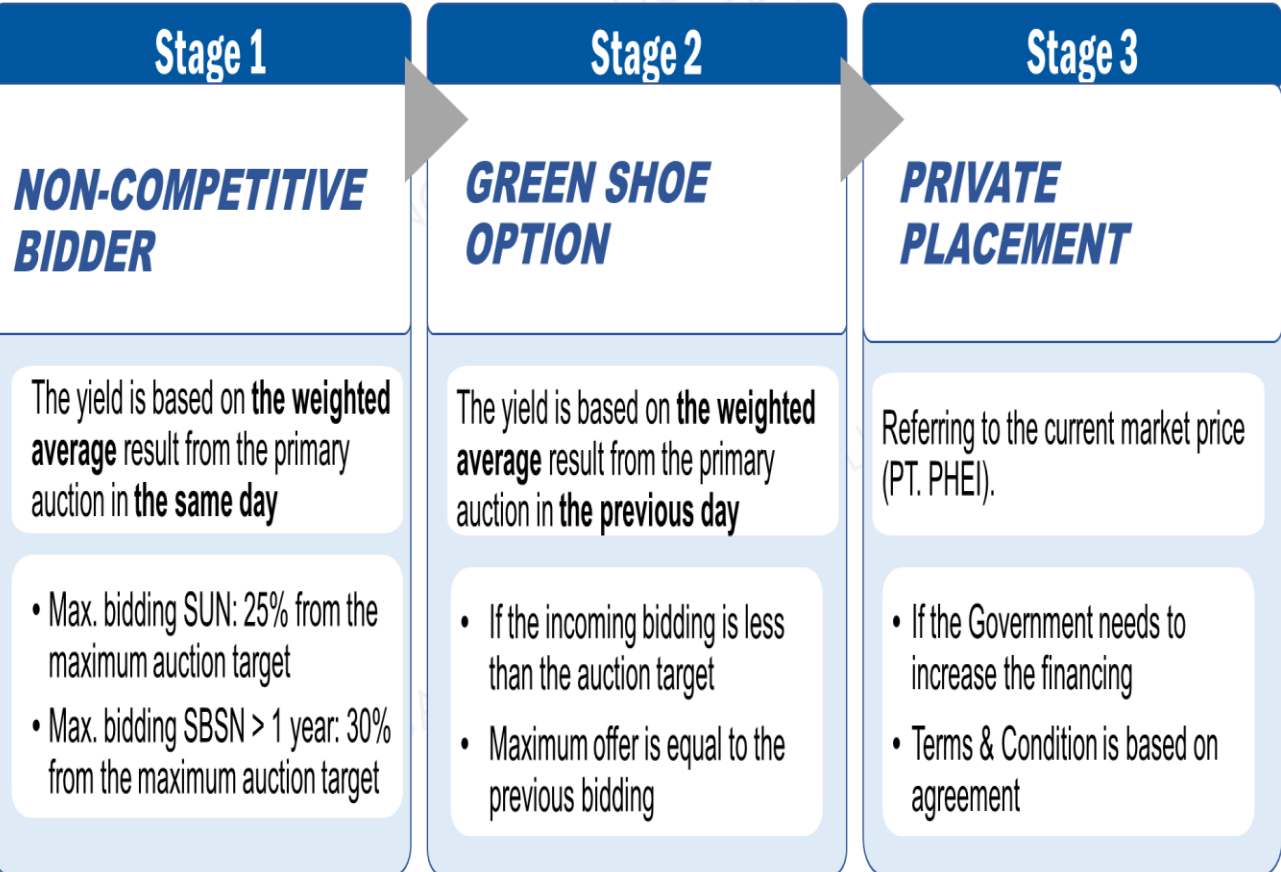 Stage 1
NON-COMPETITIVE
BIDDER
The yield is based on the weighted
average result from the primary
auction in the same day
• Max. bidding SUN: 25% from the
maximum auction target
• Max. bidding SBSN > 1 year: 30%
from the maximum auction target
Stage 2
GREEN SHOE
OPTION
The yield is based on the weighted
average result from the primary
auction in the previous day
• If the incoming bidding is less
than the auction target
• Maximum offer is equal to the
previous bidding
Stage 3
PRIVATE
PLACEMENT
Referring to the current market price
(PT. PHEI).
• If the Government needs to
increase the financing
• Terms & Condition is based on
agreement